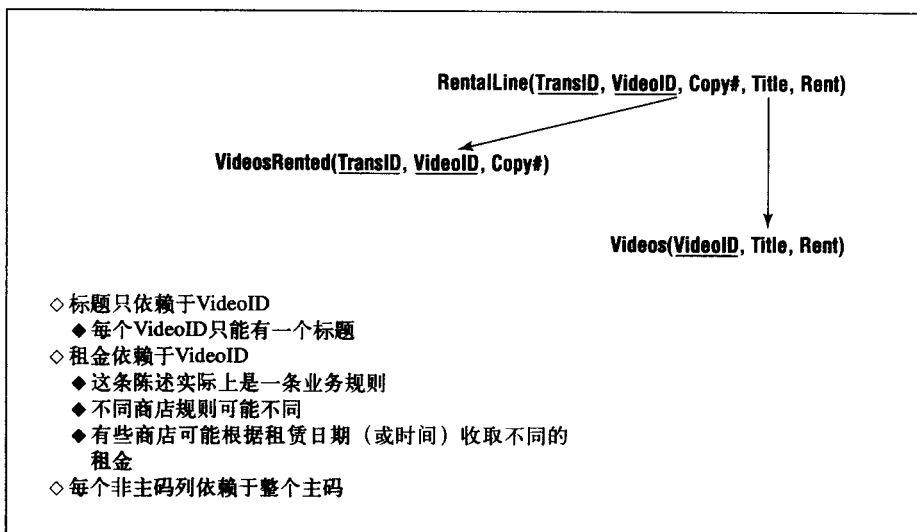 RentalLine(TransID, VideoID, Copy#, Title, Rent)
VideosRented(TransID, VideoID, Copy#)
Videos(VideoID, Title, Rent)
◇ 标题只依赖于VideoID
◆ 每个VideoID只能有一个标题
◇ 租金依赖于VideoID
◆ 这条陈述实际上是一条业务规则
◆ 不同商店规则可能不同
◆ 有些商店可能根据租赁日期（或时间）收取不同的
租金
◇ 每个非主码列依赖于整个主码